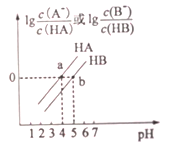 lg c(A⁻)/c(HA) 或 lg c(B⁻)/c(HB)
HA
HB
0 a b
1 2 3 4 5 6 7
pH